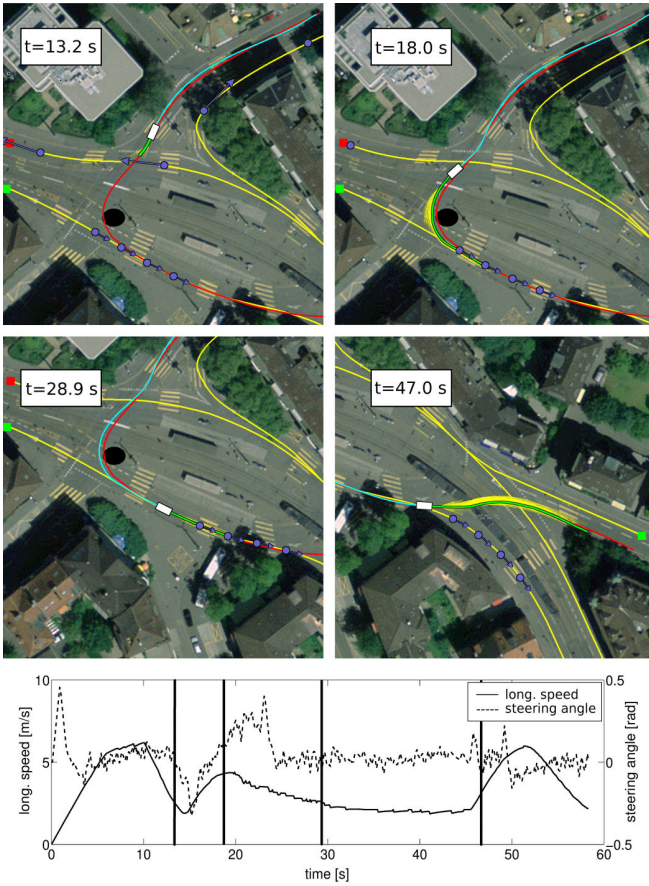 t=13.2 s
t=18.0 s
t=28.9 s
t=47.0 s
10
5
0
long. speed [m/s]
0.5
0
−0.5
steering angle [rad]
long. speed
steering angle
0 10 20 30 40 50 60
time [s]